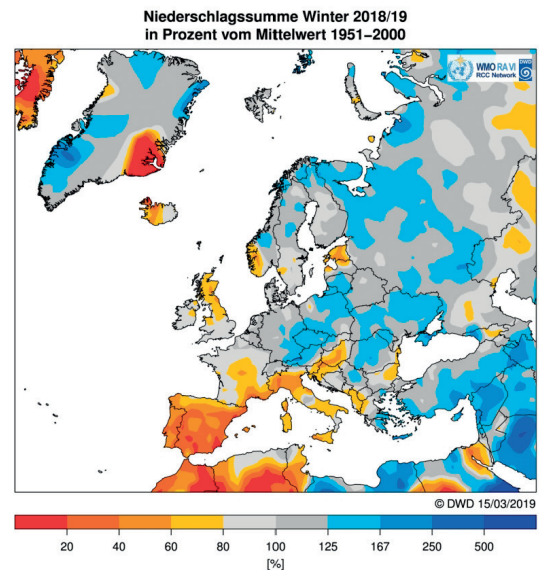 Niederschlagssumme Winter 2018/19
in Prozent vom Mittelwert 1951–2000
WMO RA VI
RCC Network
DWD
© DWD 15/03/2019
20 40 60 80 100 125 167 250 500
[%]